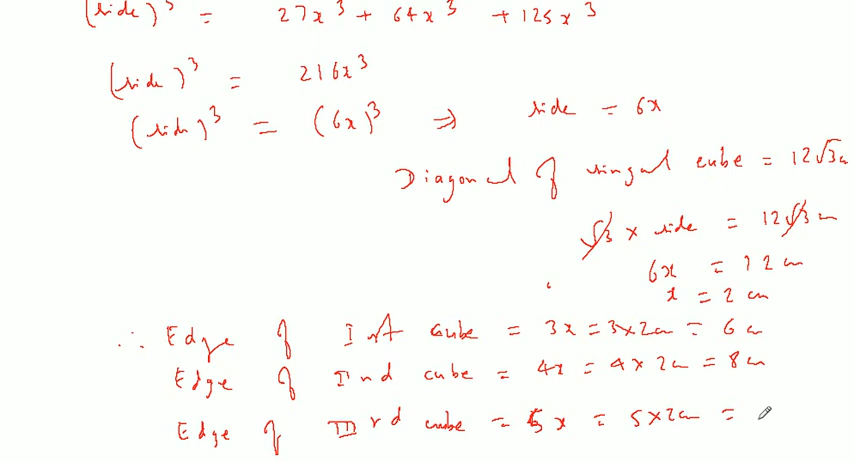 (side)³ = 27x³ + 64x³ + 125x³
(side)³ = 216x³
(side)³ = (6x)³ ⇒ side = 6x
Diagonal of singal cube = 12√3 cm
√3 × side = 12√3 cm
6x = 12 cm
x = 2 cm
∴ Edge of Ist cube = 3x = 3×2cm = 6 cm
Edge of IInd cube = 4x = 4×2cm = 8cm
Edge of IIIrd cube = 5x = 5×2cm =